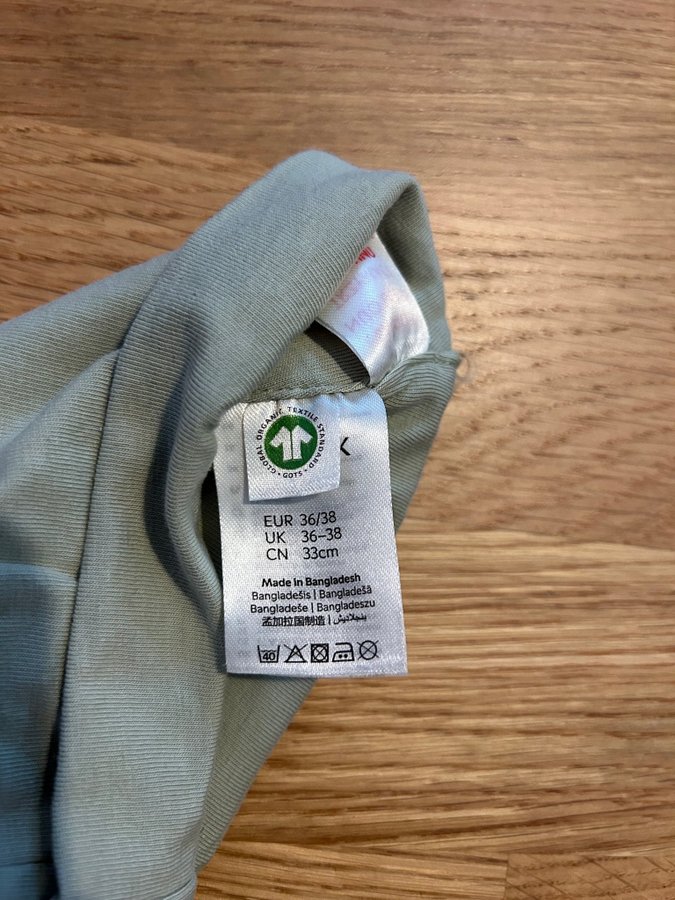 GLOBAL ORGANIC TEXTILE STANDARD
· GOTS ·
K
EUR 36/38
UK 36–38
CN 33cm
Made in Bangladesh
Bangladešis | Bangladešā
Bangladeše | Bangladeszu
孟加拉国制造 | بنجلاديش
40